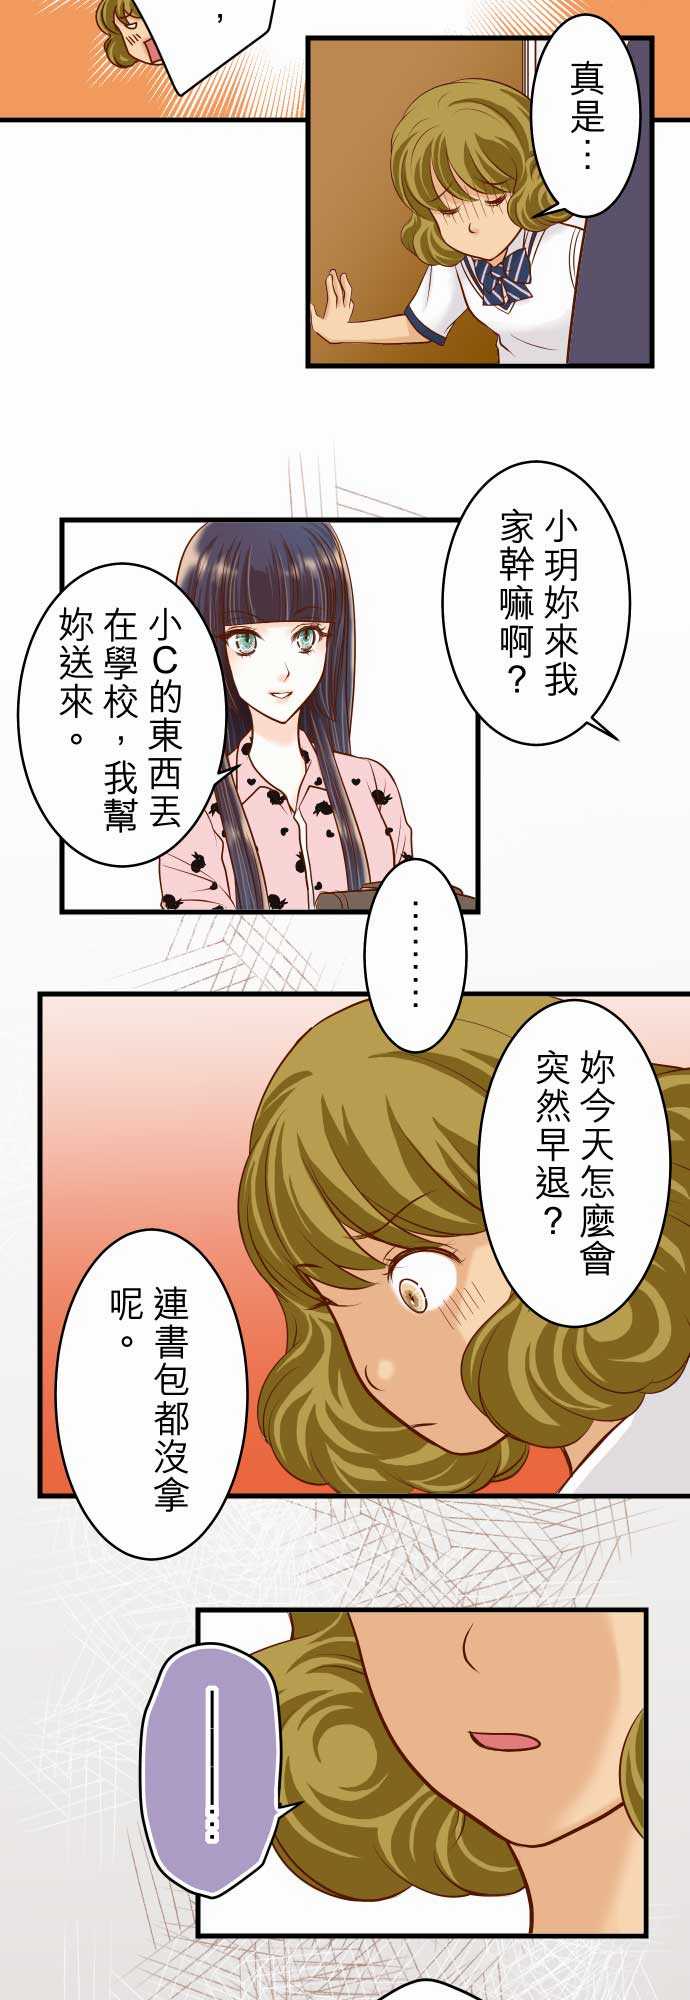 ，
真是…
小玥妳來我
家幹嘛啊？
小C的東西丟
在學校，我幫
妳送來。
………
妳今天怎麼會
突然早退？
連書包都沒拿
呢。
——……